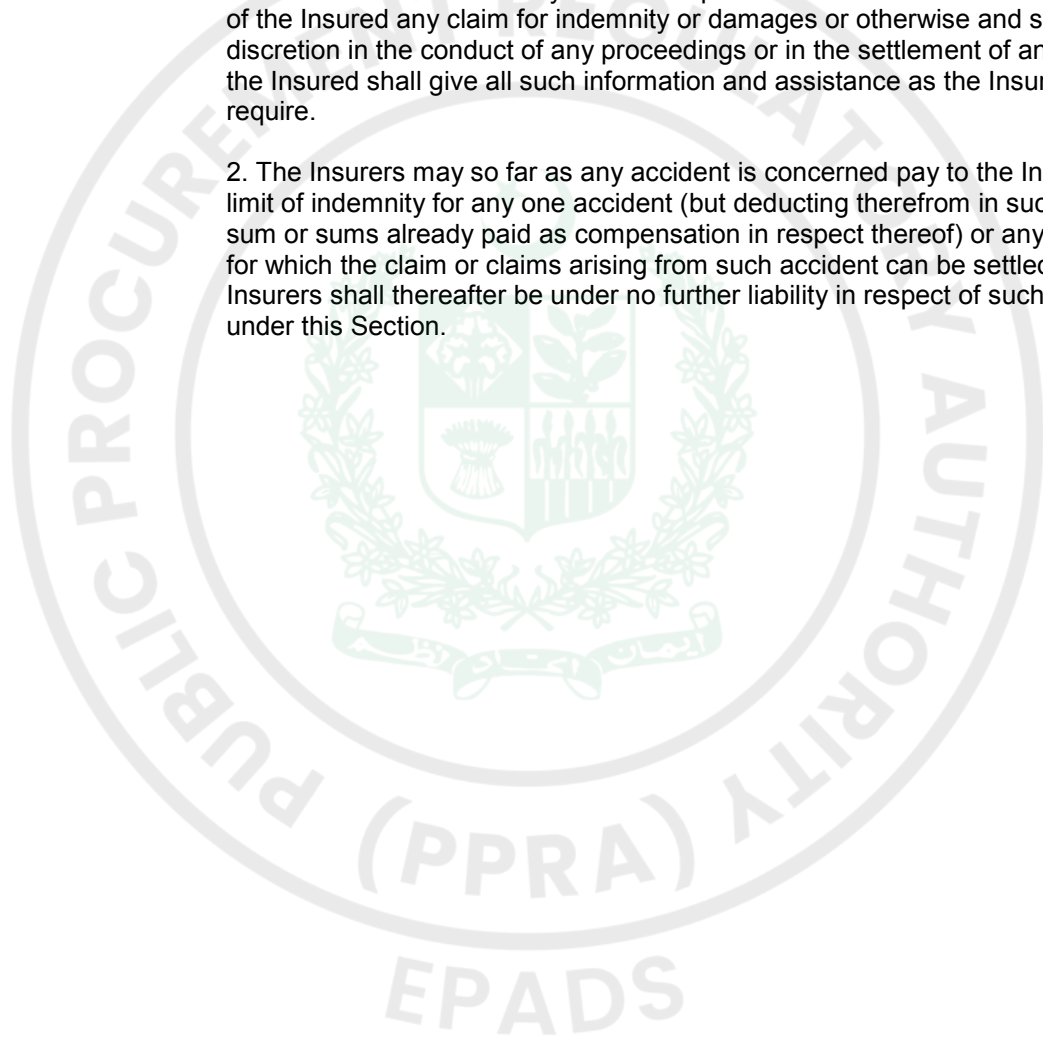 of the Insured any claim for indemnity or damages or otherwise and s
discretion in the conduct of any proceedings or in the settlement of an
the Insured shall give all such information and assistance as the Insur
require.
2. The Insurers may so far as any accident is concerned pay to the In
limit of indemnity for any one accident (but deducting therefrom in suc
sum or sums already paid as compensation in respect thereof) or any
for which the claim or claims arising from such accident can be settled
Insurers shall thereafter be under no further liability in respect of such
under this Section.
PUBLIC PROCUREMENT REGULATORY AUTHORITY
(PPRA)
EPADS